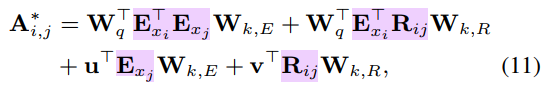 A*_{i,j} = W_q^⊤ E_{x_i}^⊤ E_{x_j} W_{k,E} + W_q^⊤ E_{x_i}^⊤ R_{ij} W_{k,R}
+ u^⊤ E_{x_j} W_{k,E} + v^⊤ R_{ij} W_{k,R}, (11)